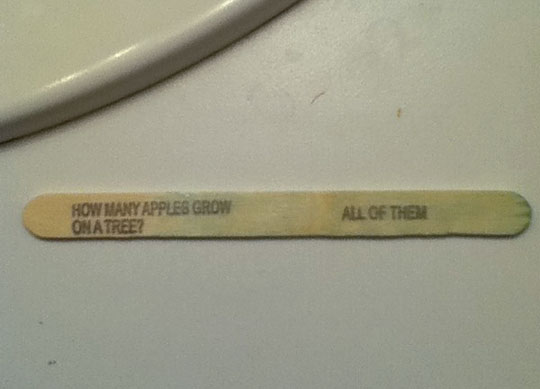 HOW MANY APPLES GROW
ON A TREE?
ALL OF THEM